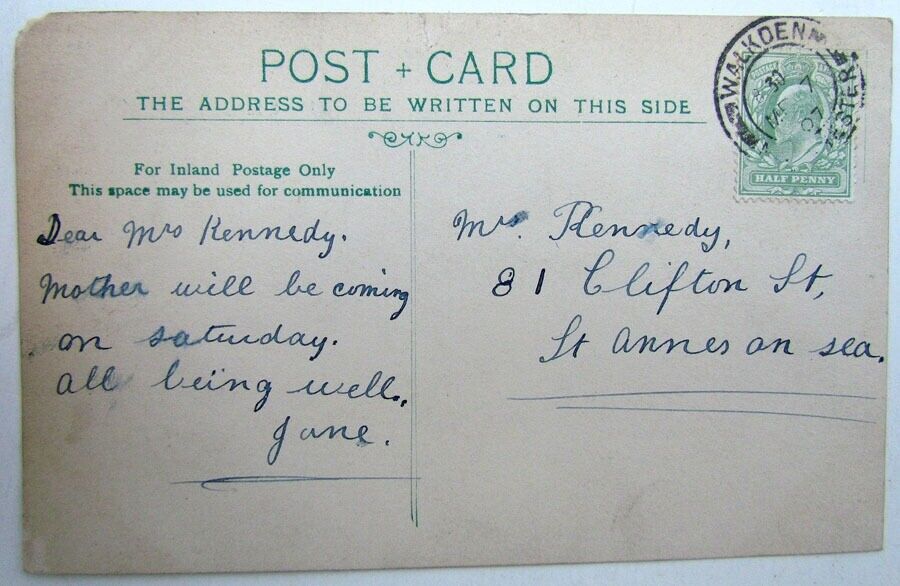 POST + CARD
THE ADDRESS TO BE WRITTEN ON THIS SIDE
For Inland Postage Only
This space may be used for communication
Dear Mrs Kennedy.
Mother will be coming
on saturday.
all being well.
Jane.
Mrs. Kennedy,
81 Clifton St,
St annes on sea.
WALKDEN
HALF PENNY